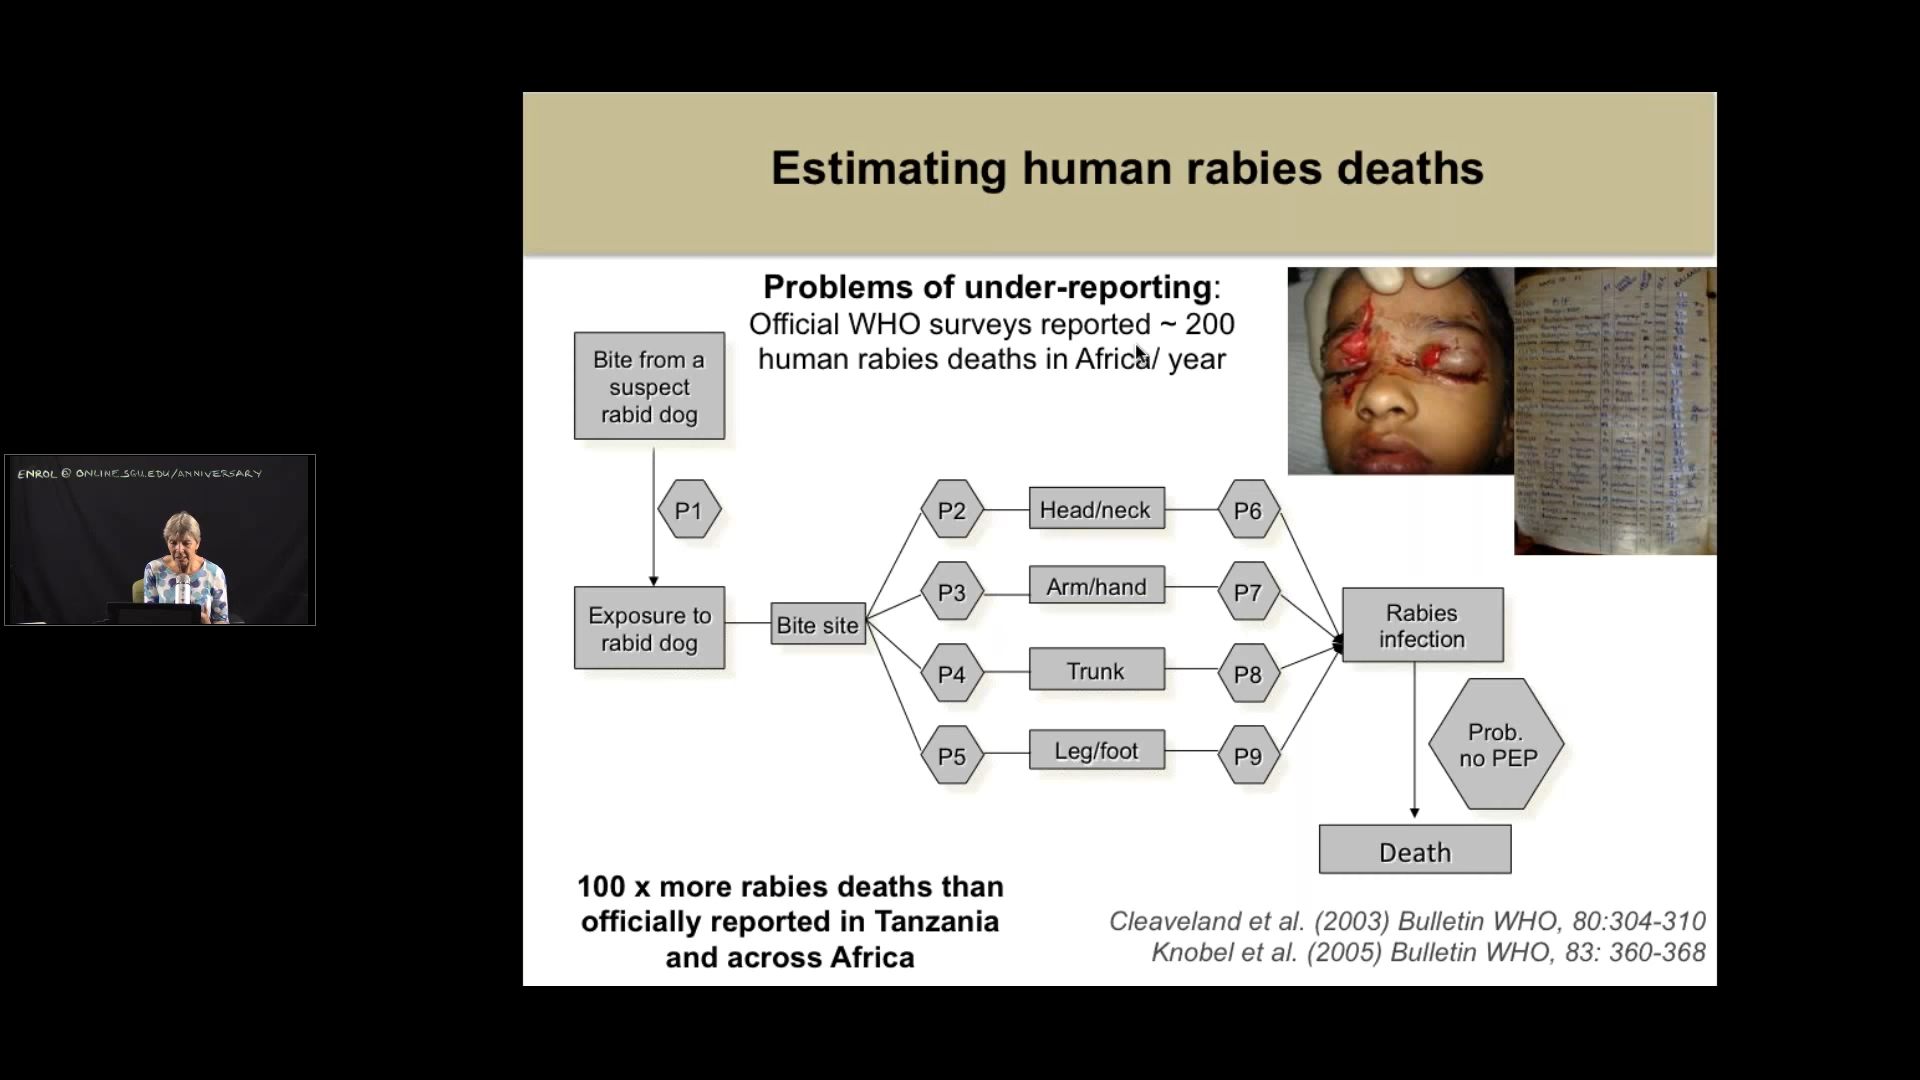 ENROL @ ONLINE.SGU.EDU/ANNIVERSARY
Estimating human rabies deaths
Problems of under-reporting:
Official WHO surveys reported ~ 200
human rabies deaths in Africa/ year
Bite from a
suspect
rabid dog
P1
Exposure to
rabid dog
Bite site
P2
Head/neck
P6
P3
Arm/hand
P7
P4
Trunk
P8
P5
Leg/foot
P9
Rabies
infection
Prob.
no PEP
Death
100 x more rabies deaths than
officially reported in Tanzania
and across Africa
Cleaveland et al. (2003) Bulletin WHO, 80:304-310
Knobel et al. (2005) Bulletin WHO, 83: 360-368